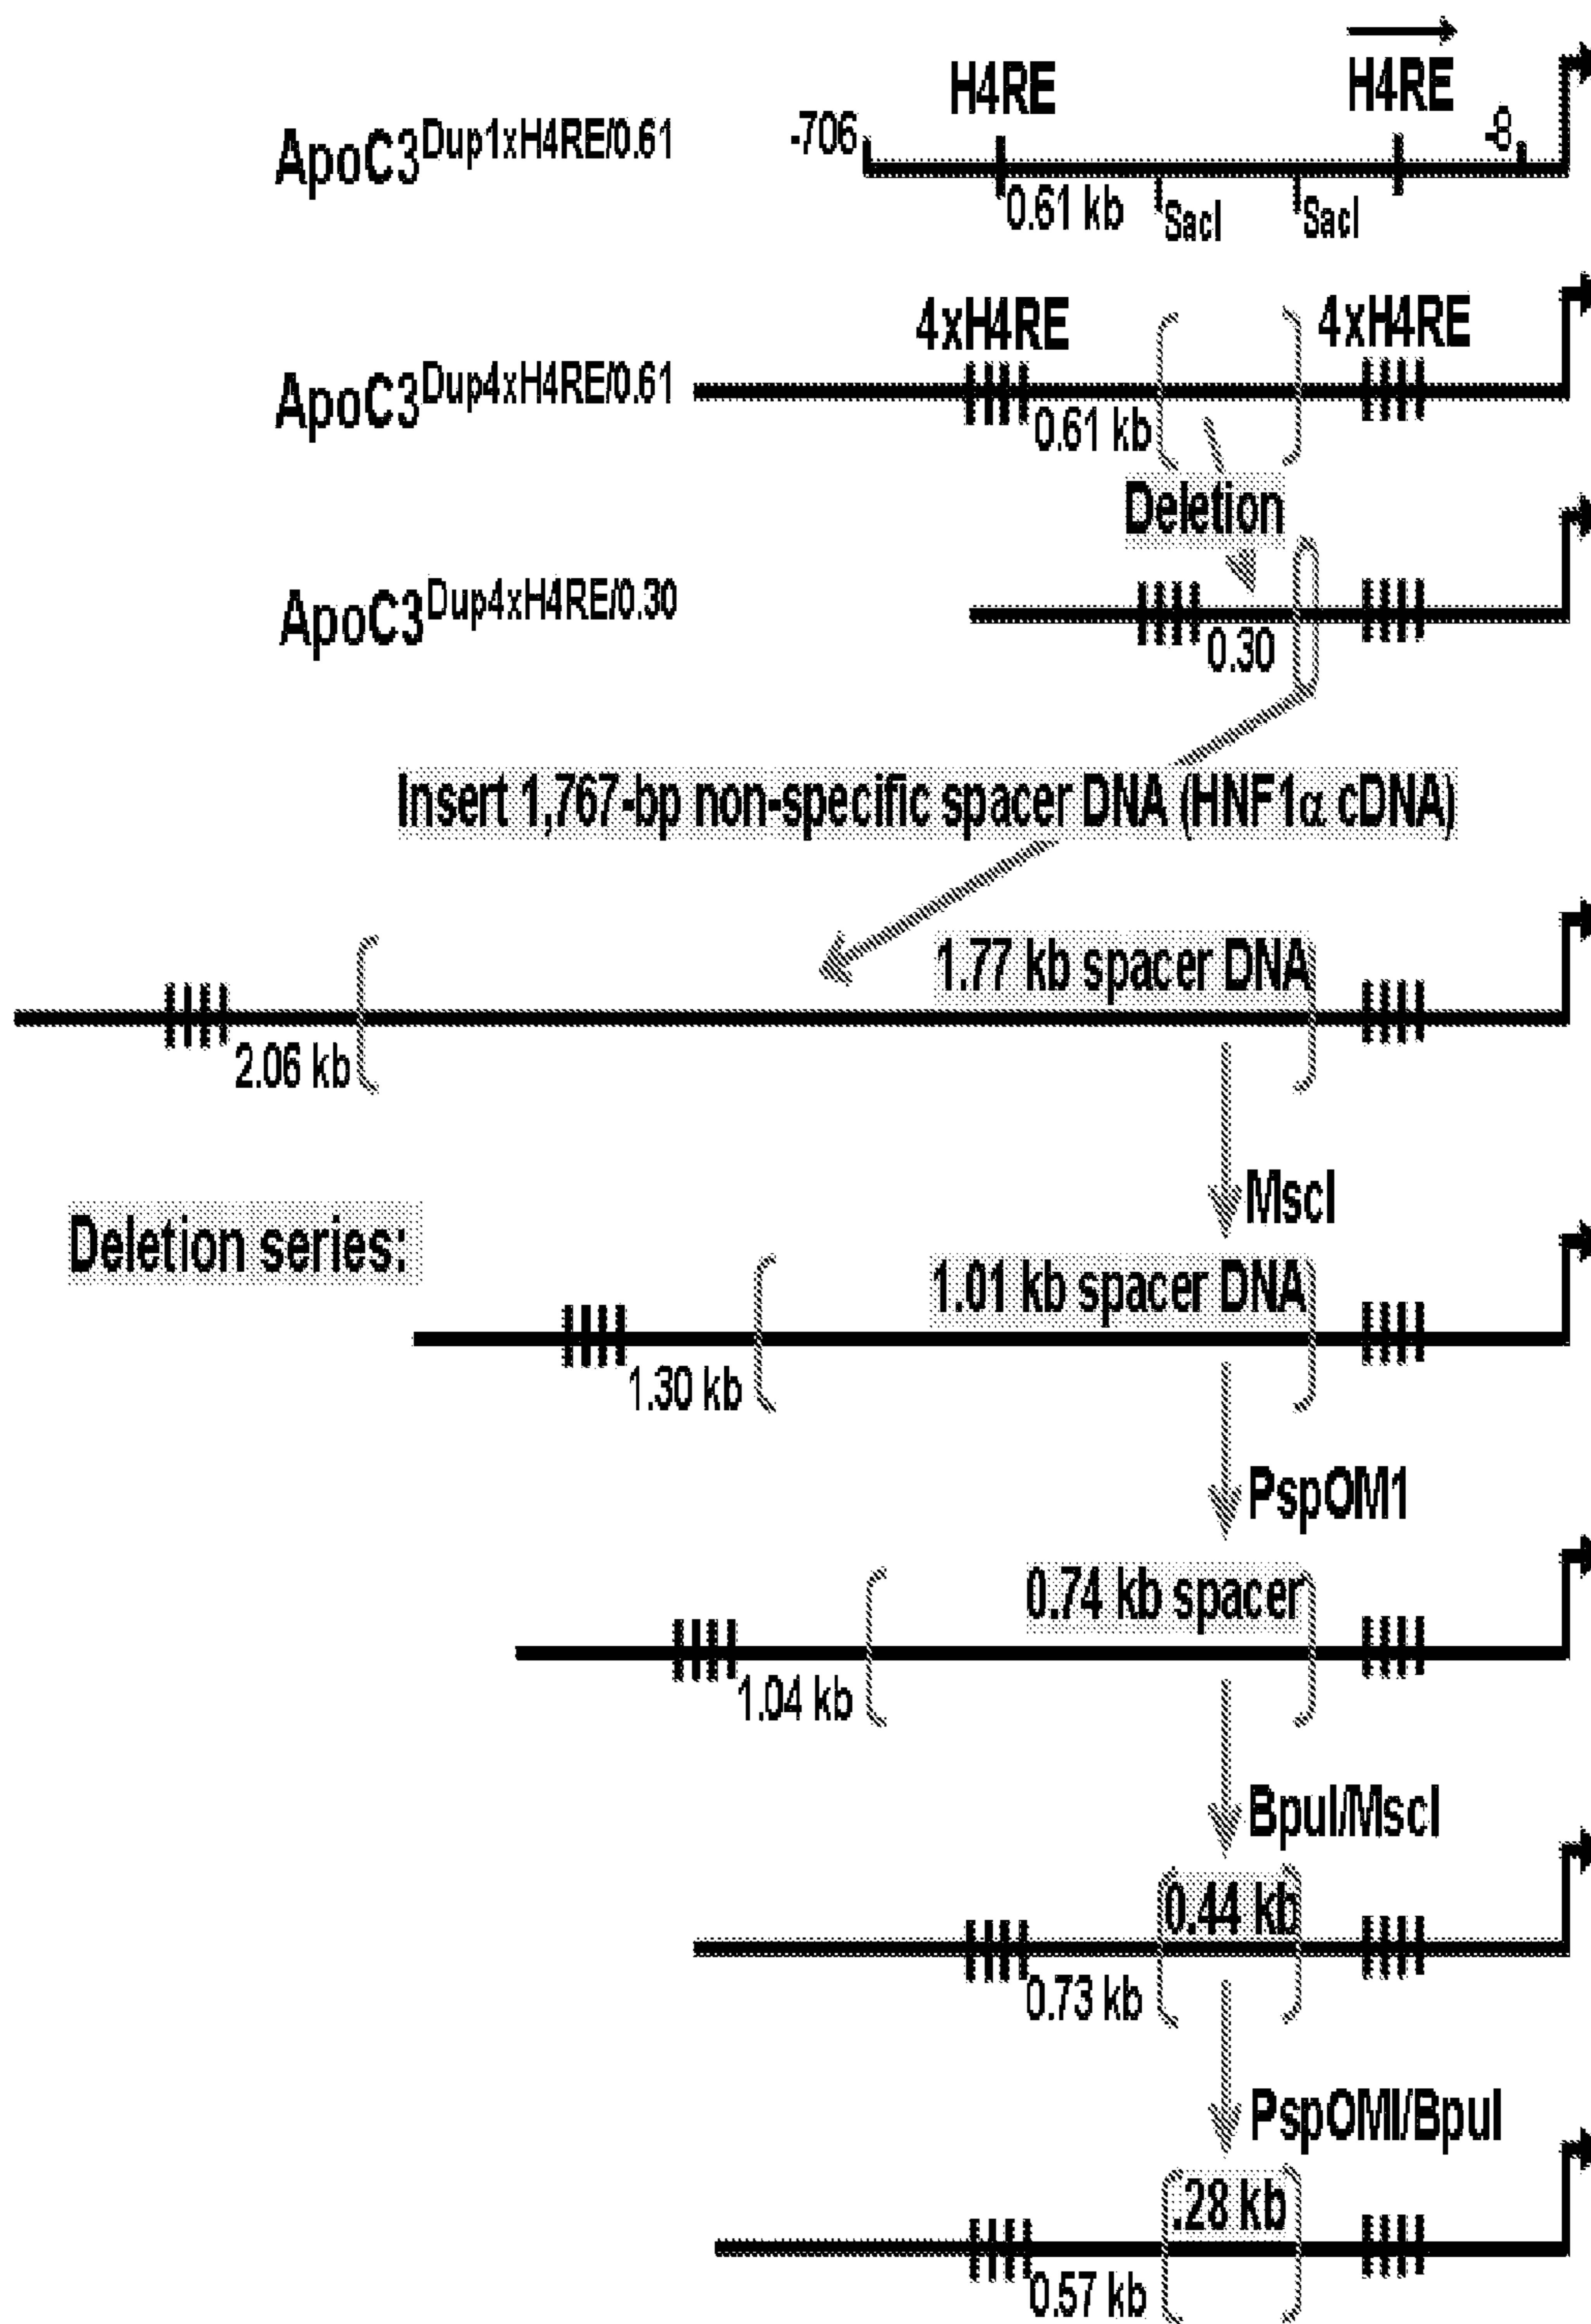 H4RE H4RE
ApoC3Dup1xH4RE/0.61 -706 -8
0.61 kb SacI SacI
4xH4RE 4xH4RE
ApoC3Dup4xH4RE/0.61
0.61 kb
Deletion
ApoC3Dup4xH4RE/0.30
0.30
Insert 1,767-bp non-specific spacer DNA (HNF1α cDNA)
1.77 kb spacer DNA
2.06 kb
MscI
Deletion series:
1.01 kb spacer DNA
1.30 kb
PspOM1
0.74 kb spacer
1.04 kb
BpuI/MscI
0.44 kb
0.73 kb
PspOMI/BpuI
.28 kb
0.57 kb